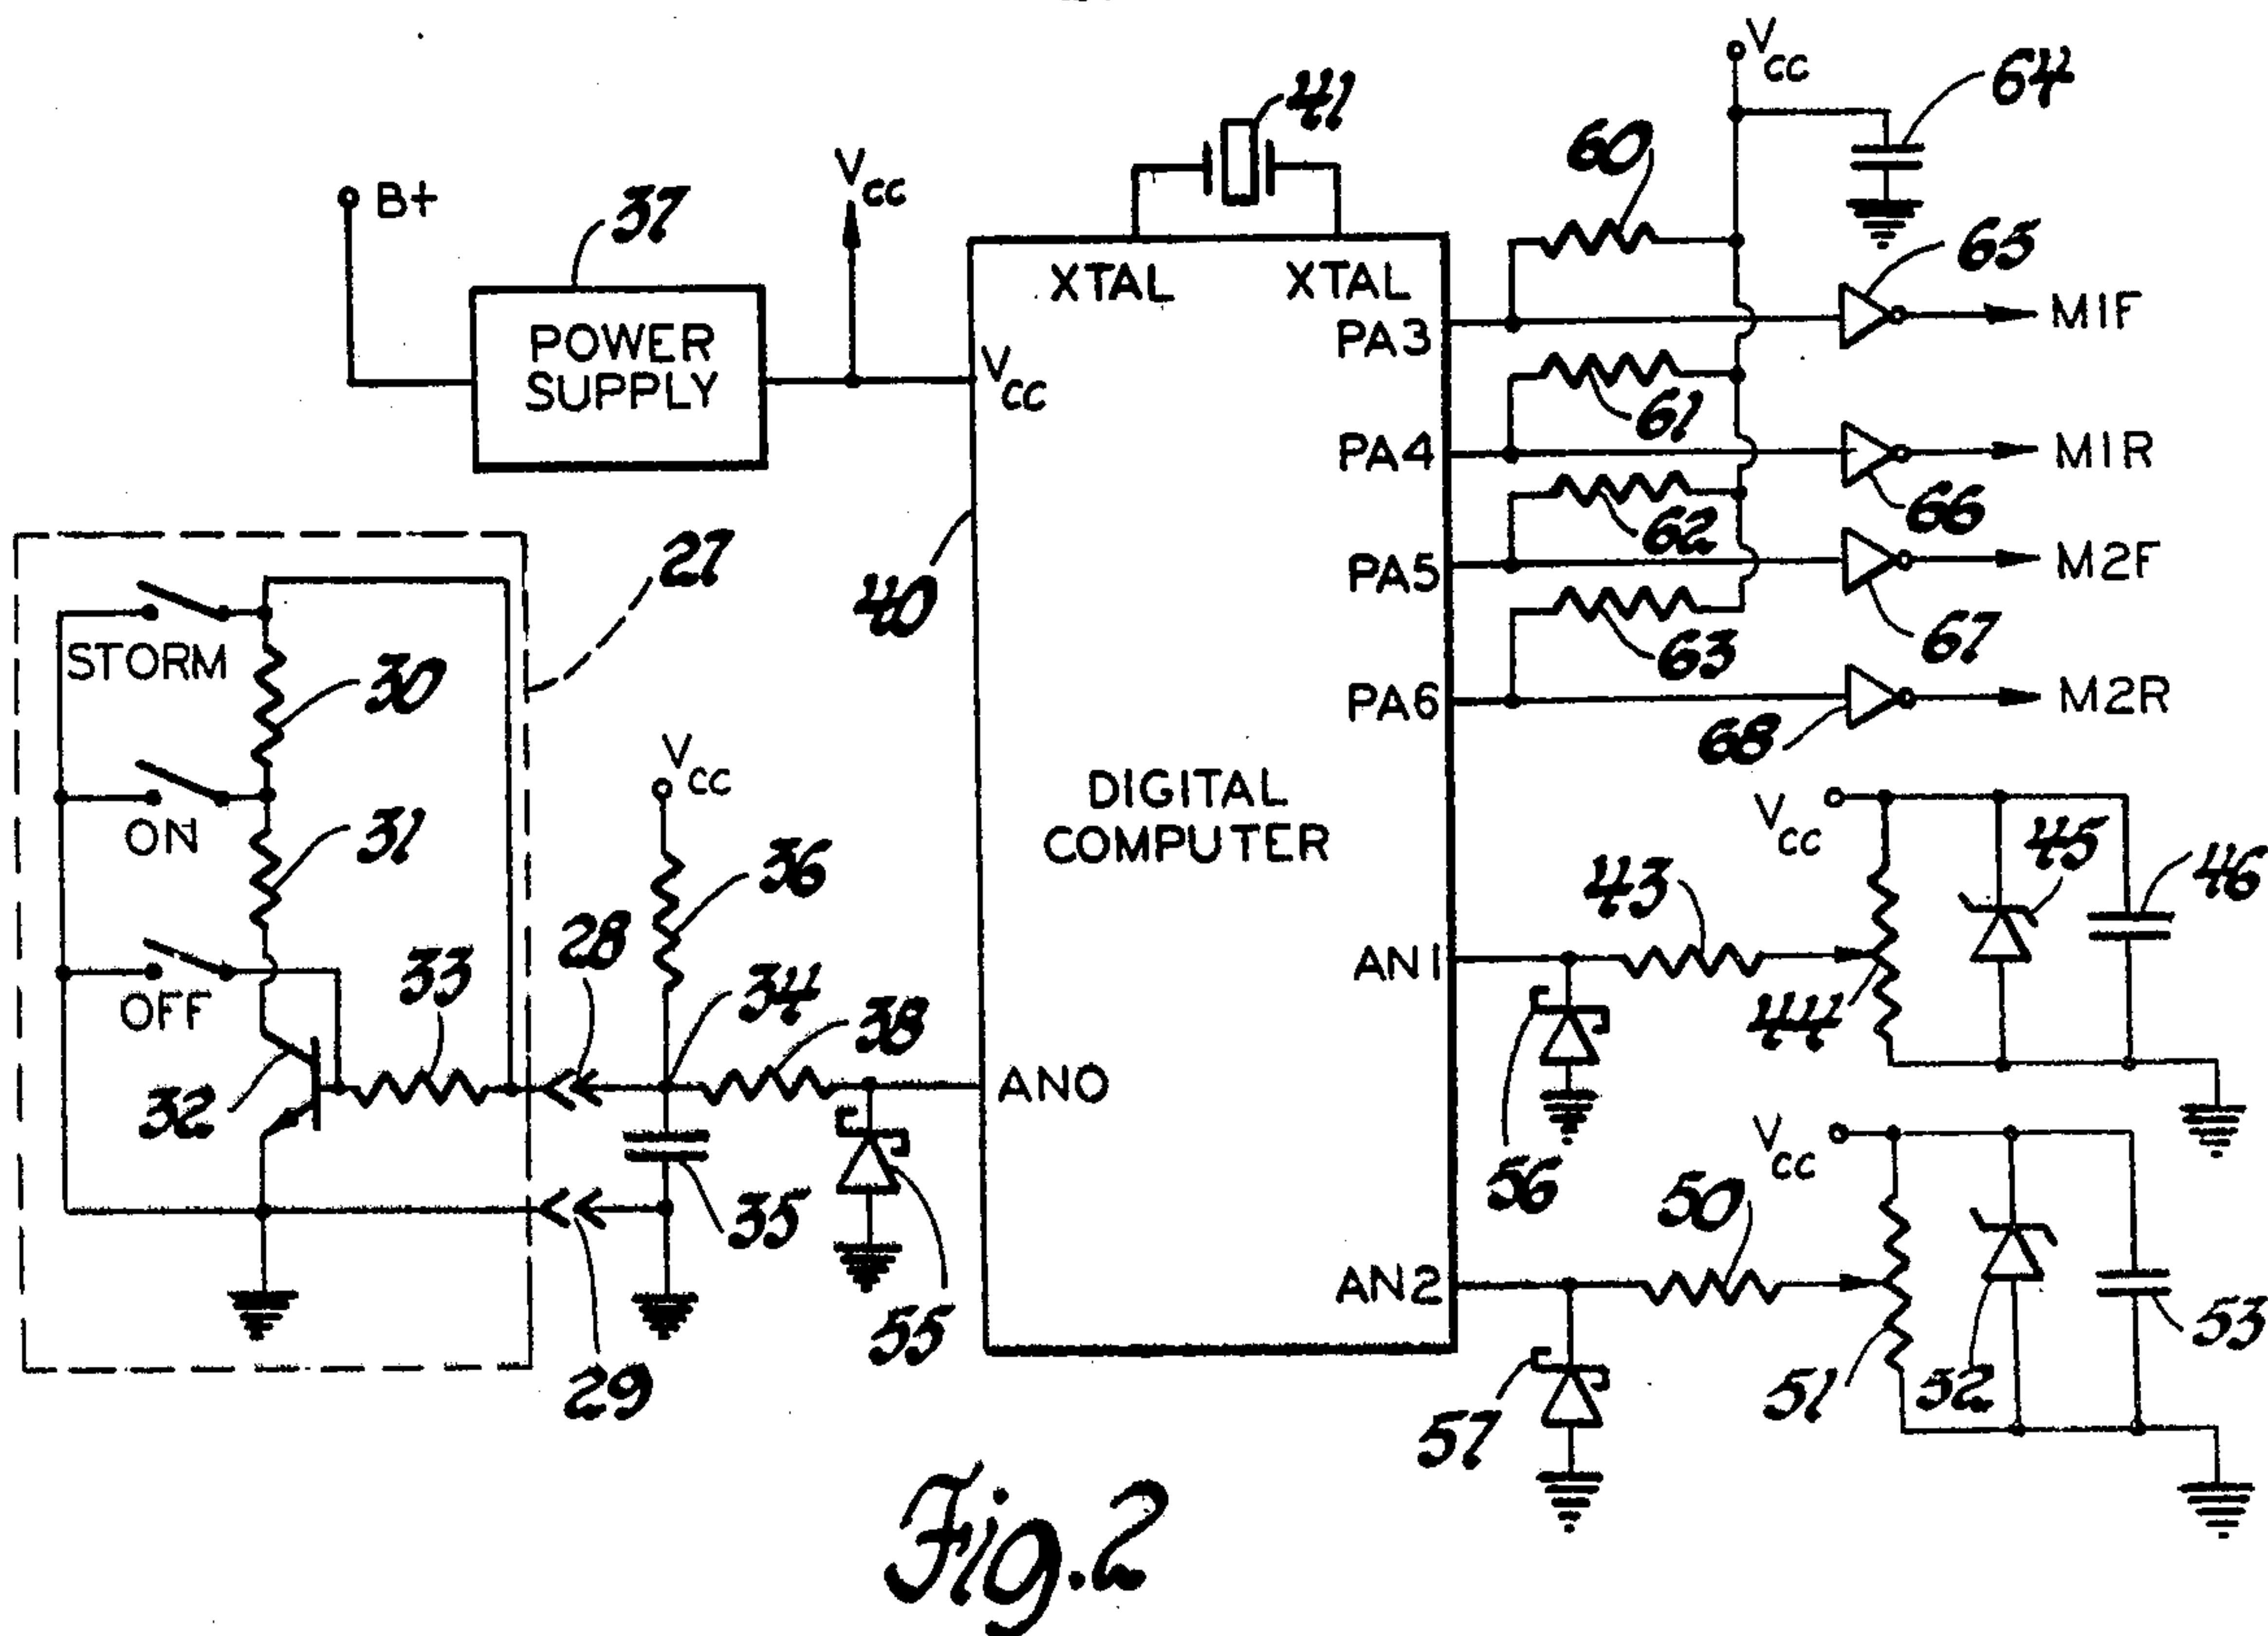 VCC
64
41
60
B+
37
VCC
65
XTAL
XTAL
POWER
SUPPLY
VCC
PA3
M1F
61
PA4
M1R
66
62
27
40
PA5
M2F
67
STORM
30
63
PA6
M2R
68
VCC
DIGITAL
COMPUTER
ON
31
36
VCC
45
46
43
28
33
34
38
AN1
44
OFF
32
AN0
56
VCC
35
50
55
AN2
29
57
51
52
53
Fig.2